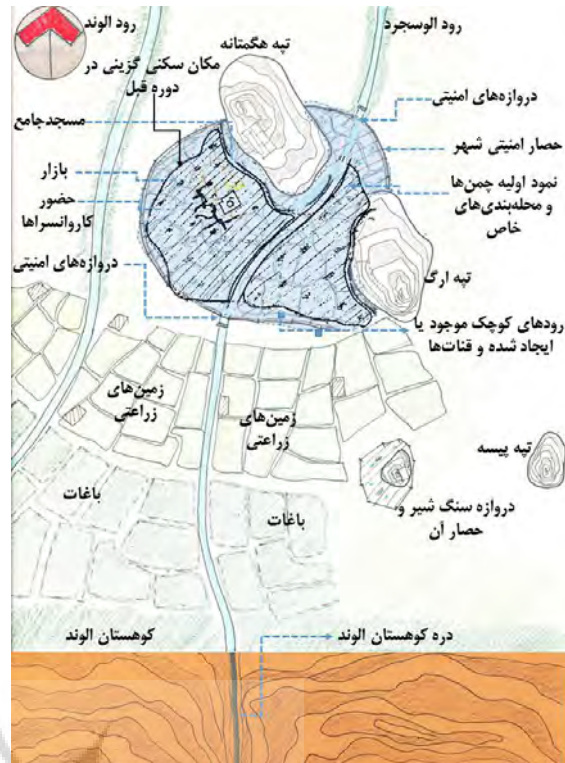 رود الوسجرد
رود الوند
تپه هگمتانه
مکان سکنی گزینی در
دوره قبل
دروازه‌های امنیتی
مسجدجامع
حصار امنیتی شهر
بازار
نمود اولیه چمن‌ها
و محله‌بندی‌های
خاص
حضور
کاروانسراها
دروازه‌های امنیتی
تپه ارگ
رودهای کوچک موجود یا
ایجاد شده و قنات‌ها
زمین‌های
زراعتی
زمین‌های
زراعتی
تپه پیسه
باغات
دروازه سنگ شیر و
حصار آن
باغات
دره کوهستان الوند
کوهستان الوند